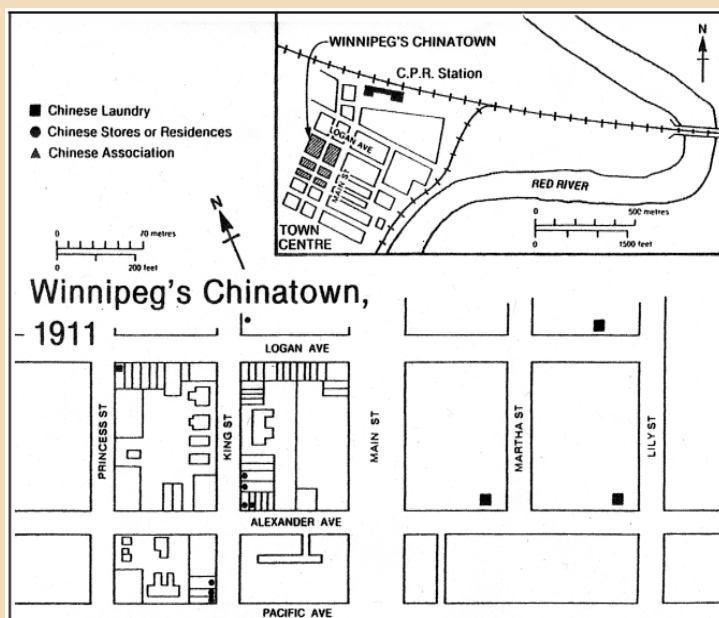 WINNIPEG'S CHINATOWN
C.P.R. Station
N
LOGAN AVE
MAIN ST
RED RIVER
TOWN
CENTRE
0 500 metres
0 1500 feet
Chinese Laundry
Chinese Stores or Residences
Chinese Association
N
0 70 metres
0 200 feet
Winnipeg's Chinatown,
1911
LOGAN AVE
PRINCESS ST
KING ST
MAIN ST
MARTHA ST
LILY ST
ALEXANDER AVE
PACIFIC AVE